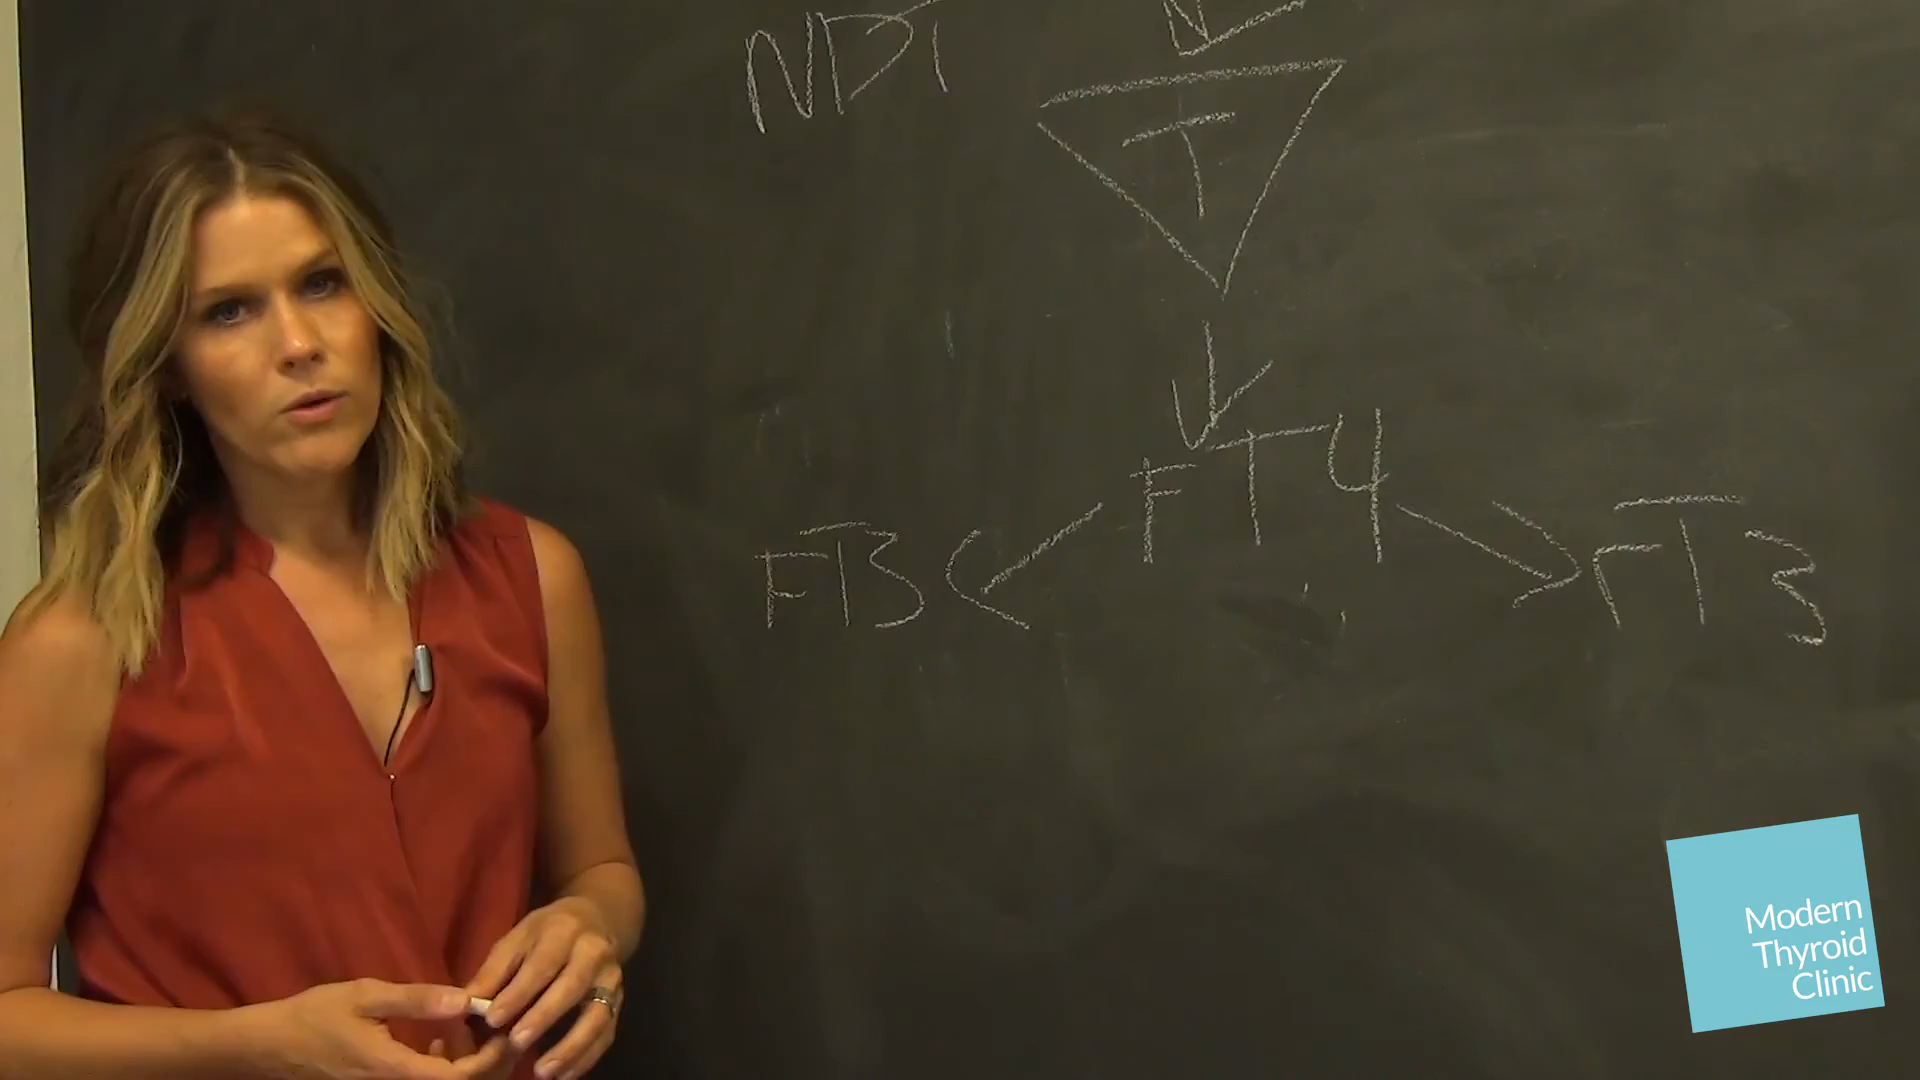 NDT
T
FT4
FT3
rT3
Modern
Thyroid
Clinic